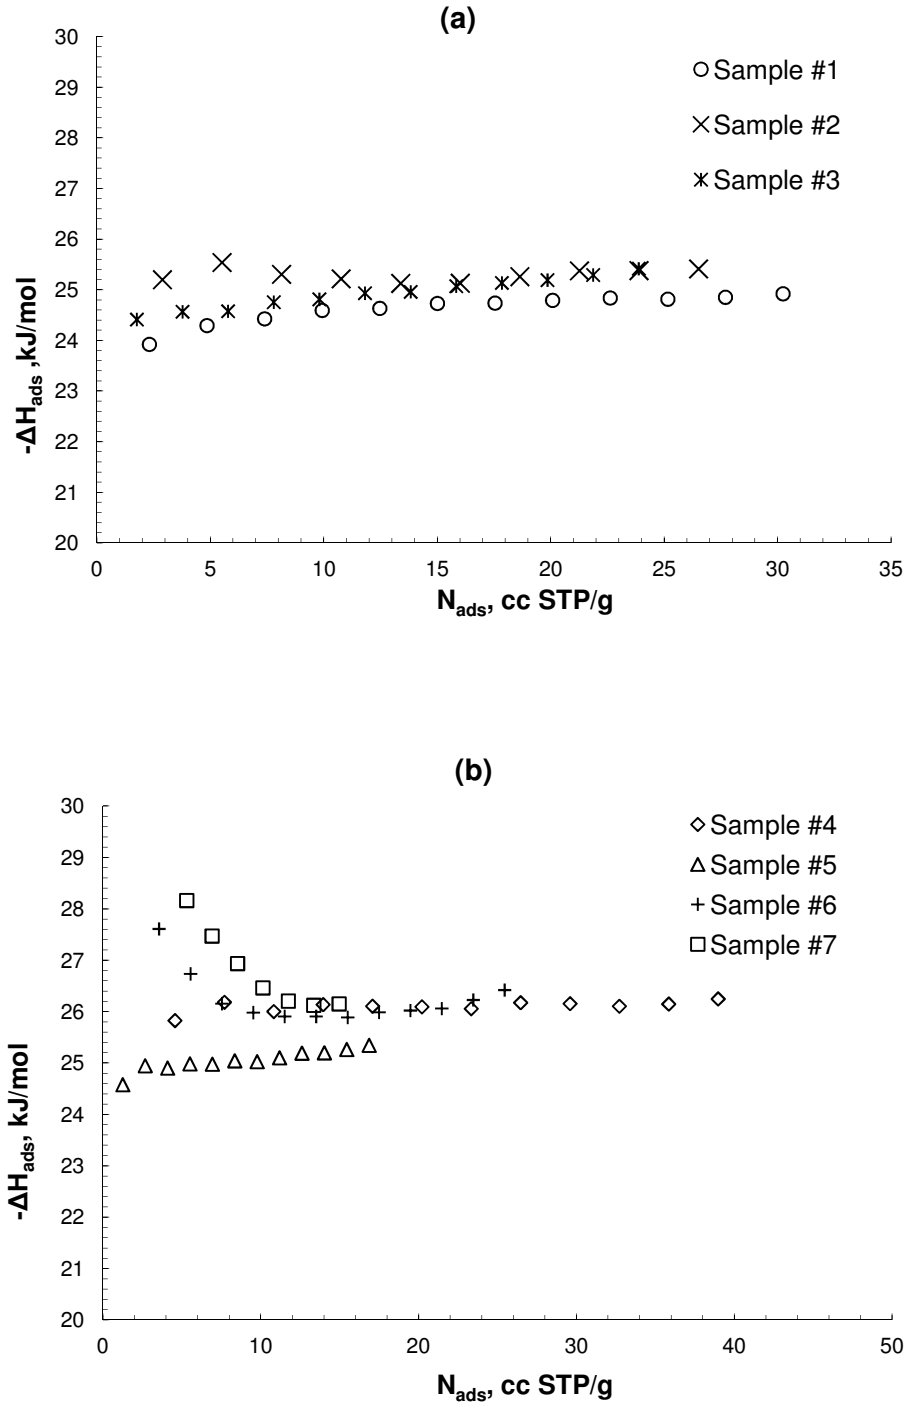 (a)
30
29
28
27
26
25
24
23
22
21
20
-ΔHads ,kJ/mol
Sample #1
Sample #2
Sample #3
0 5 10 15 20 25 30 35
Nads, cc STP/g
(b)
30
29
28
27
26
25
24
23
22
21
20
-ΔHads, kJ/mol
Sample #4
Sample #5
Sample #6
Sample #7
0 10 20 30 40 50
Nads, cc STP/g